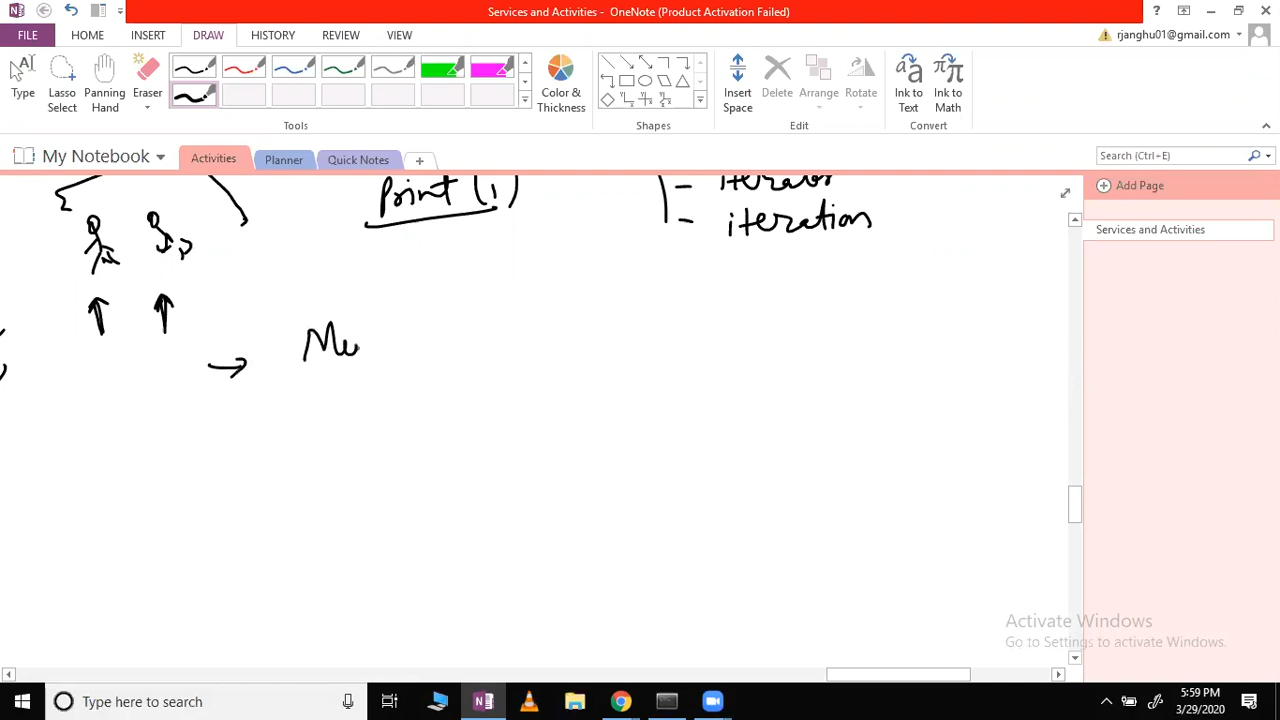 Services and Activities - OneNote (Product Activation Failed)
FILE HOME INSERT DRAW HISTORY REVIEW VIEW
rjanghu01@gmail.com
Type Lasso Select Panning Hand Eraser Color & Thickness Insert Space Delete Arrange Rotate Ink to Text Ink to Math
Tools Shapes Edit Convert
My Notebook Activities Planner Quick Notes
Search (Ctrl+E)
Add Page
Services and Activities
Print (i)
- iterator
- iteration
→ Mu
Activate Windows
Go to Settings to activate Windows.
Type here to search
5:59 PM
3/29/2020